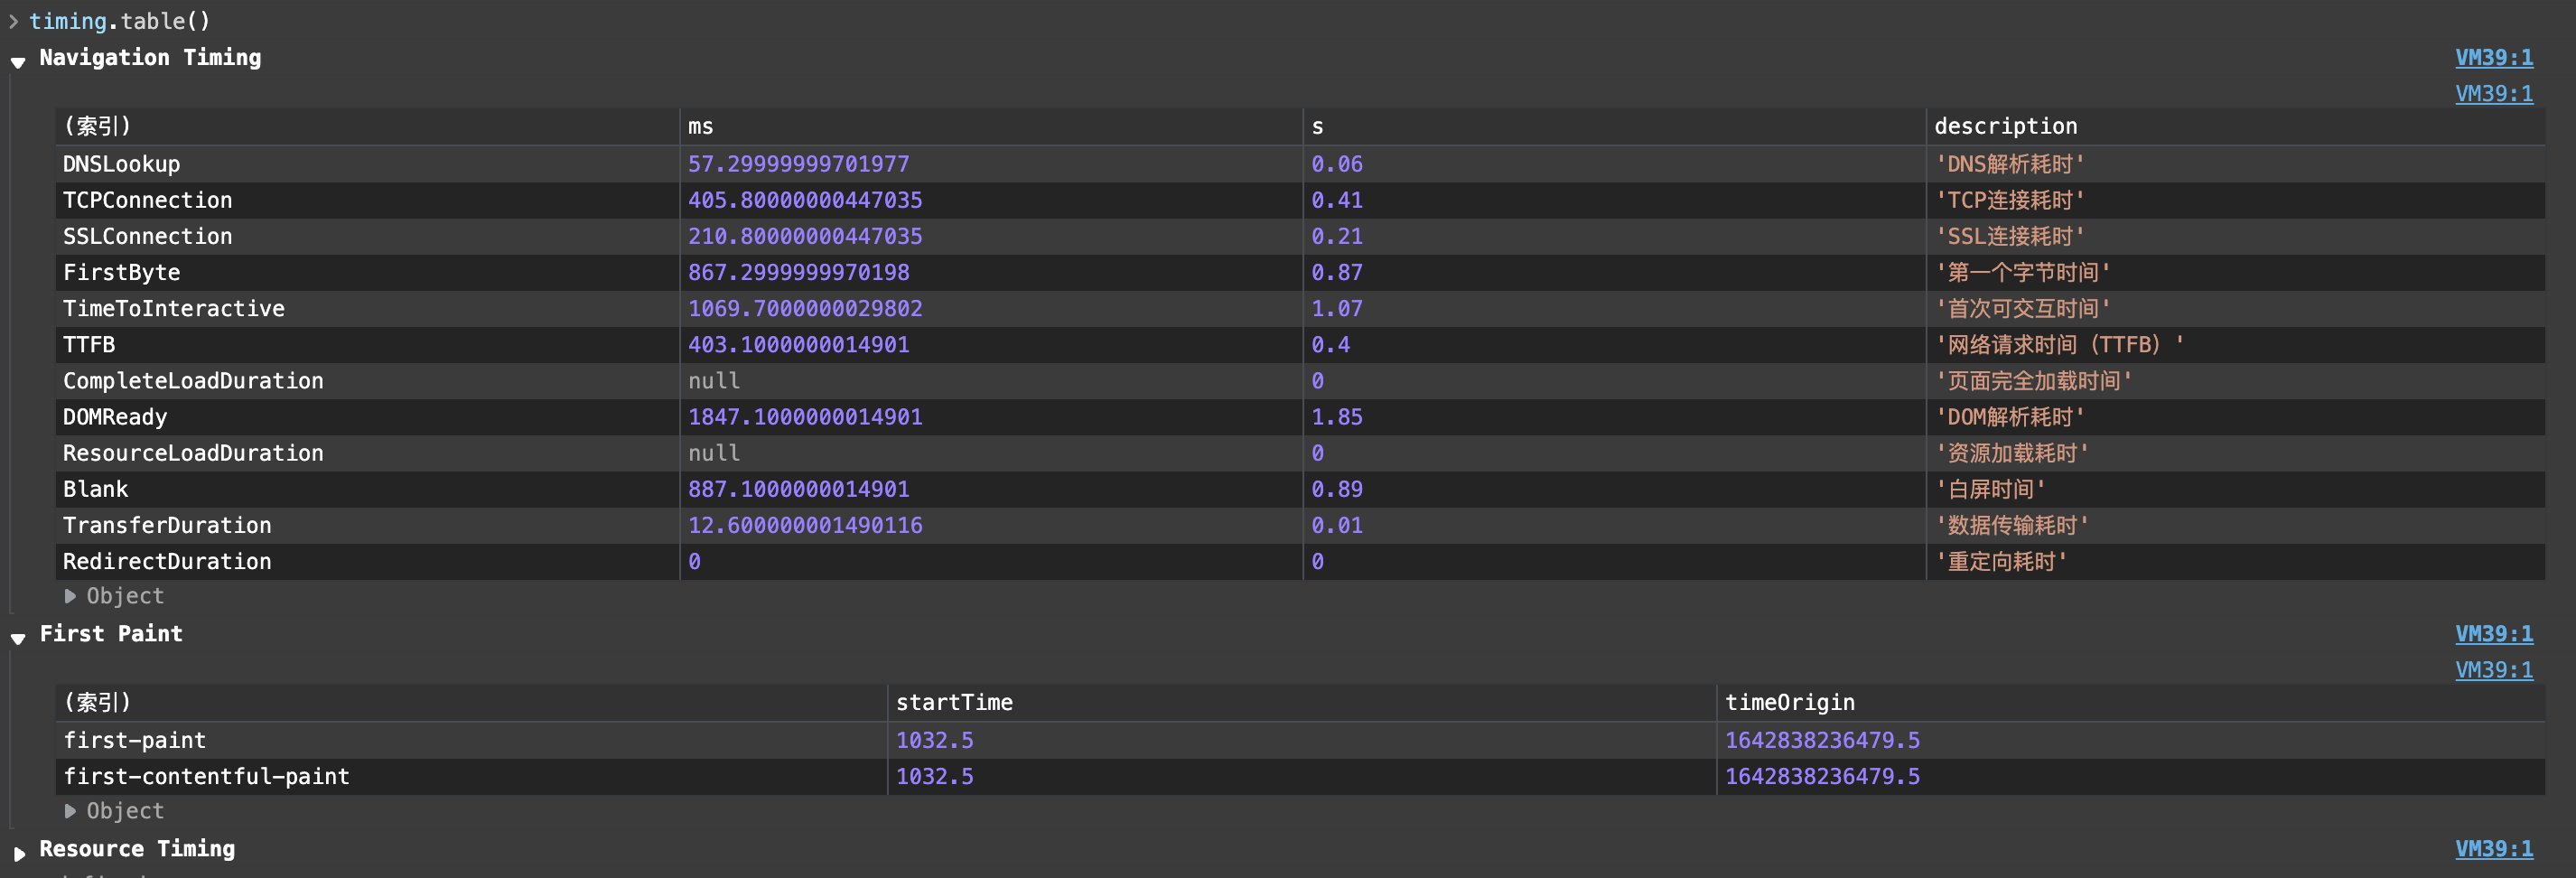 > timing.table()
▼ Navigation Timing VM39:1
VM39:1
(索引) ms s description
DNSLookup 57.29999999701977 0.06 'DNS解析耗时'
TCPConnection 405.80000000447035 0.41 'TCP连接耗时'
SSLConnection 210.80000000447035 0.21 'SSL连接耗时'
FirstByte 867.2999999970198 0.87 '第一个字节时间'
TimeToInteractive 1069.7000000029802 1.07 '首次可交互时间'
TTFB 403.1000000014901 0.4 '网络请求时间（TTFB）'
CompleteLoadDuration null 0 '页面完全加载时间'
DOMReady 1847.1000000014901 1.85 'DOM解析耗时'
ResourceLoadDuration null 0 '资源加载耗时'
Blank 887.1000000014901 0.89 '白屏时间'
TransferDuration 12.600000001490116 0.01 '数据传输耗时'
RedirectDuration 0 0 '重定向耗时'
▶ Object
▼ First Paint VM39:1
VM39:1
(索引) startTime timeOrigin
first-paint 1032.5 1642838236479.5
first-contentful-paint 1032.5 1642838236479.5
▶ Object
▶ Resource Timing VM39:1